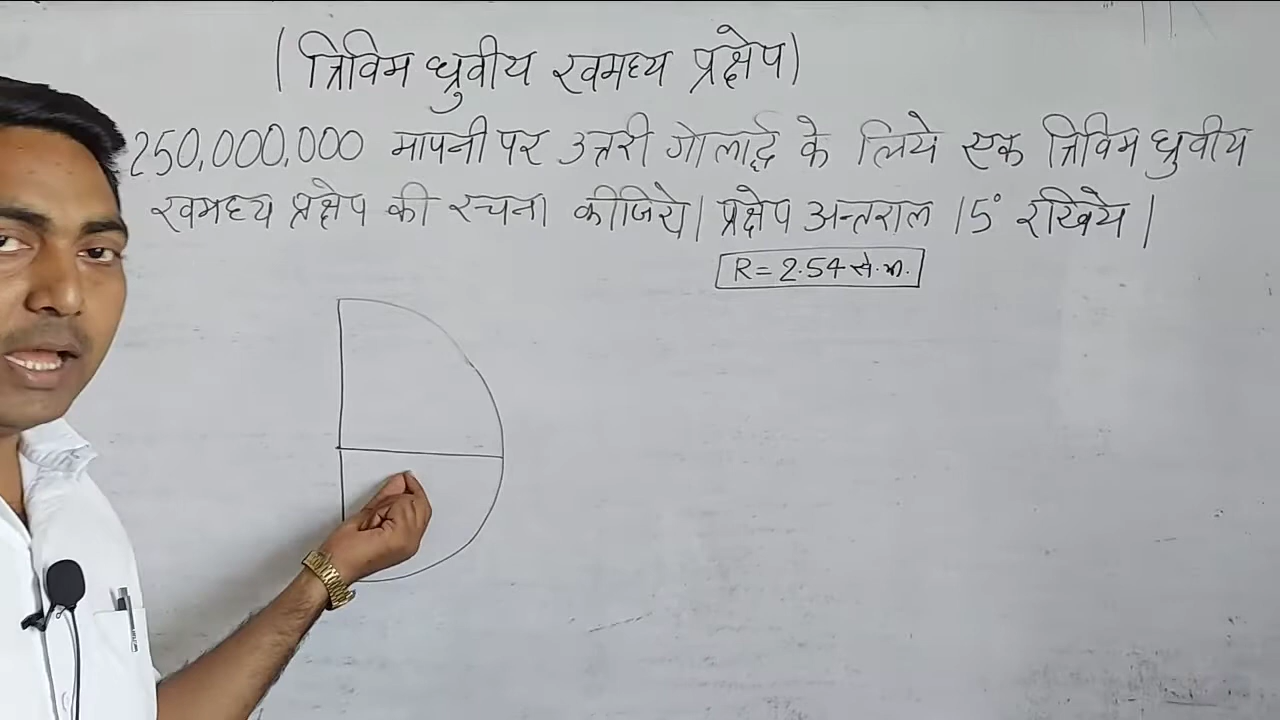 (त्रिविम ध्रुवीय खमध्य प्रक्षेप)
250,000,000 मापनी पर उत्तरी गोलार्द्ध के लिये एक त्रिविम ध्रुवीय
खमध्य प्रक्षेप की रचना कीजिये। प्रक्षेप अन्तराल 15° रखिये।
R = 2.54 से.मी.